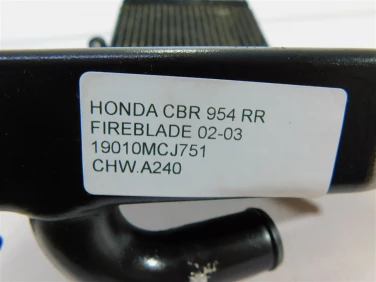 HONDA CBR 954 RR
FIREBLADE 02-03
19010MCJ751
CHW.A240